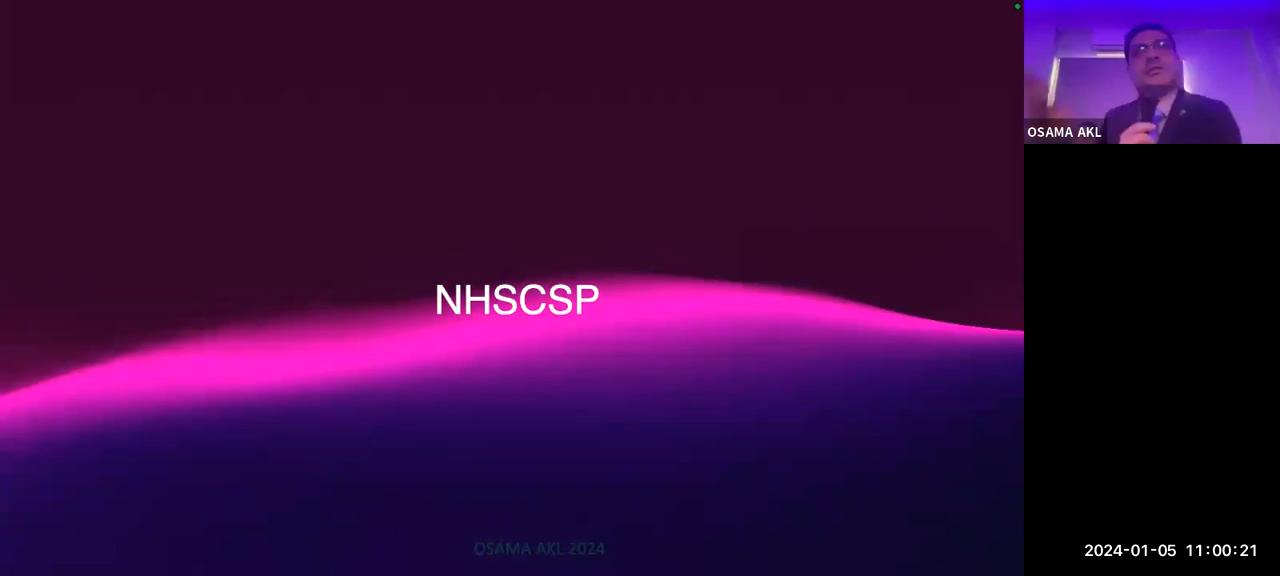 OSAMA AKL
NHSCSP
OSAMA AKL 2024
2024-01-05 11:00:21